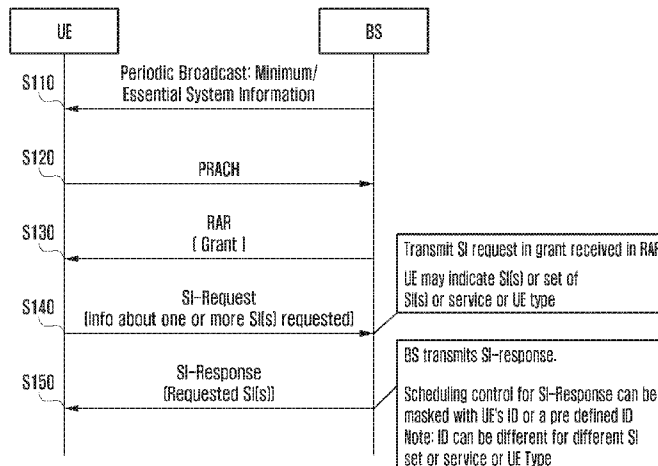 UE
BS
S110
Periodic Broadcast: Minimum/
Essential System Information
S120
PRACH
S130
RAR
( Grant )
Transmit SI request in grant received in RAR
UE may indicate SI(s) or set of
SI(s) or service or UE type
S140
SI-Request
(Info about one or more SI(s) requested)
BS transmits SI-response.
S150
SI-Response
(Requested SI(s))
Scheduling control for SI-Response can be
masked with UE's ID or a pre defined ID
Note: ID can be different for different SI
set or service or UE Type